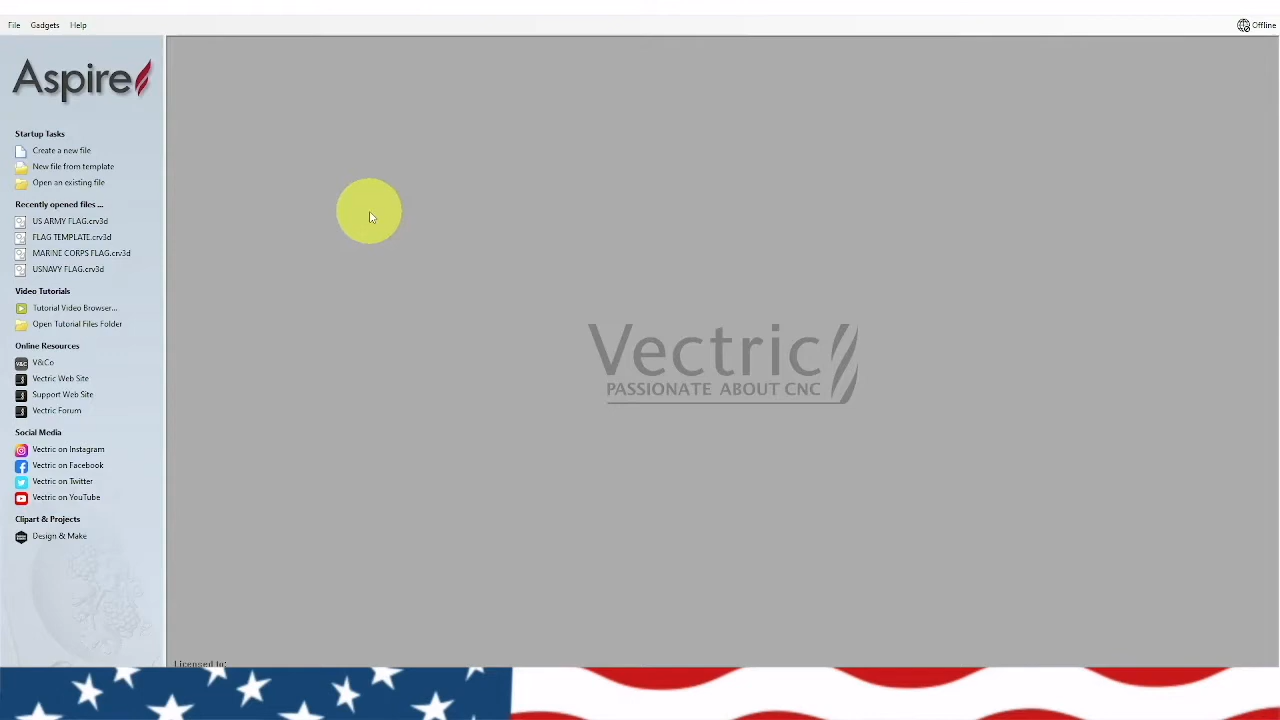 File Gadgets Help Offline
Aspire
Startup Tasks
Create a new file
New file from template
Open an existing file
Recently opened files ...
US ARMY FLAG.crv3d
FLAG TEMPLATE.crv3d
MARINE CORPS FLAG.crv3d
USNAVY FLAG.crv3d
Video Tutorials
Tutorial Video Browser...
Open Tutorial Files Folder
Online Resources
V&Co
Vectric Web Site
Support Web Site
Vectric Forum
Social Media
Vectric on Instagram
Vectric on Facebook
Vectric on Twitter
Vectric on YouTube
Clipart & Projects
Design & Make
Vectric
PASSIONATE ABOUT CNC
Licensed to: